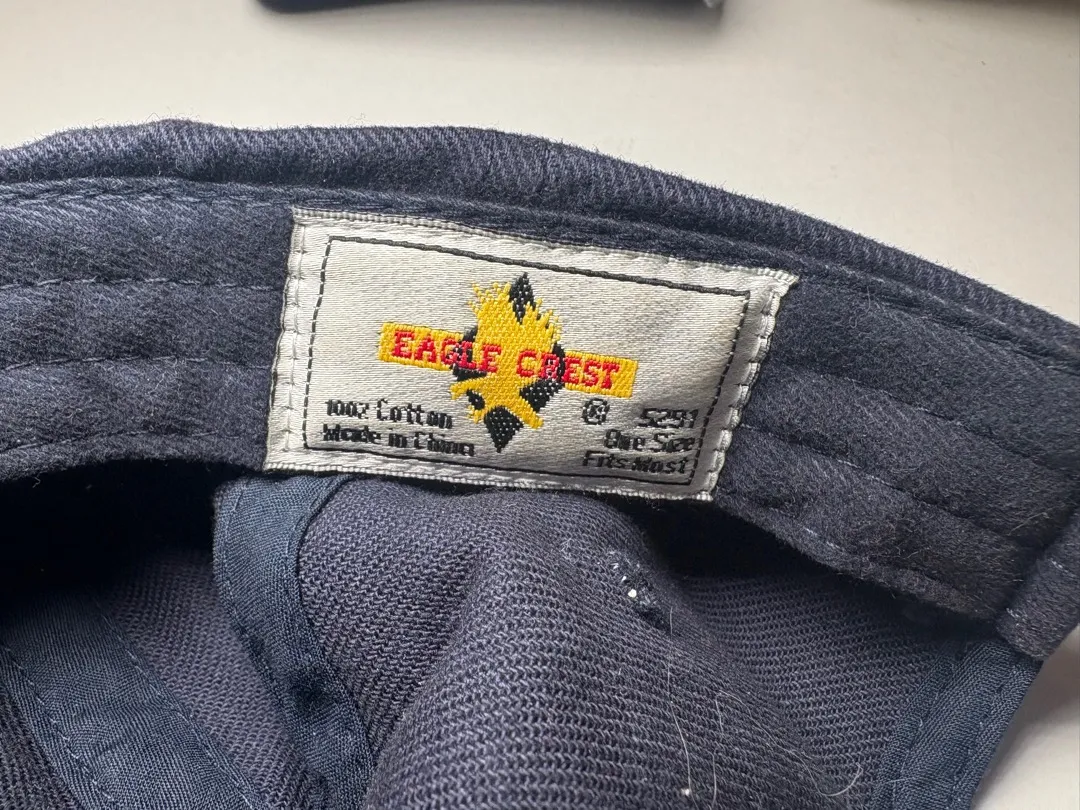 EAGLE CREST
100% Cotton
Made in China
® 5291
One Size
Fits Most